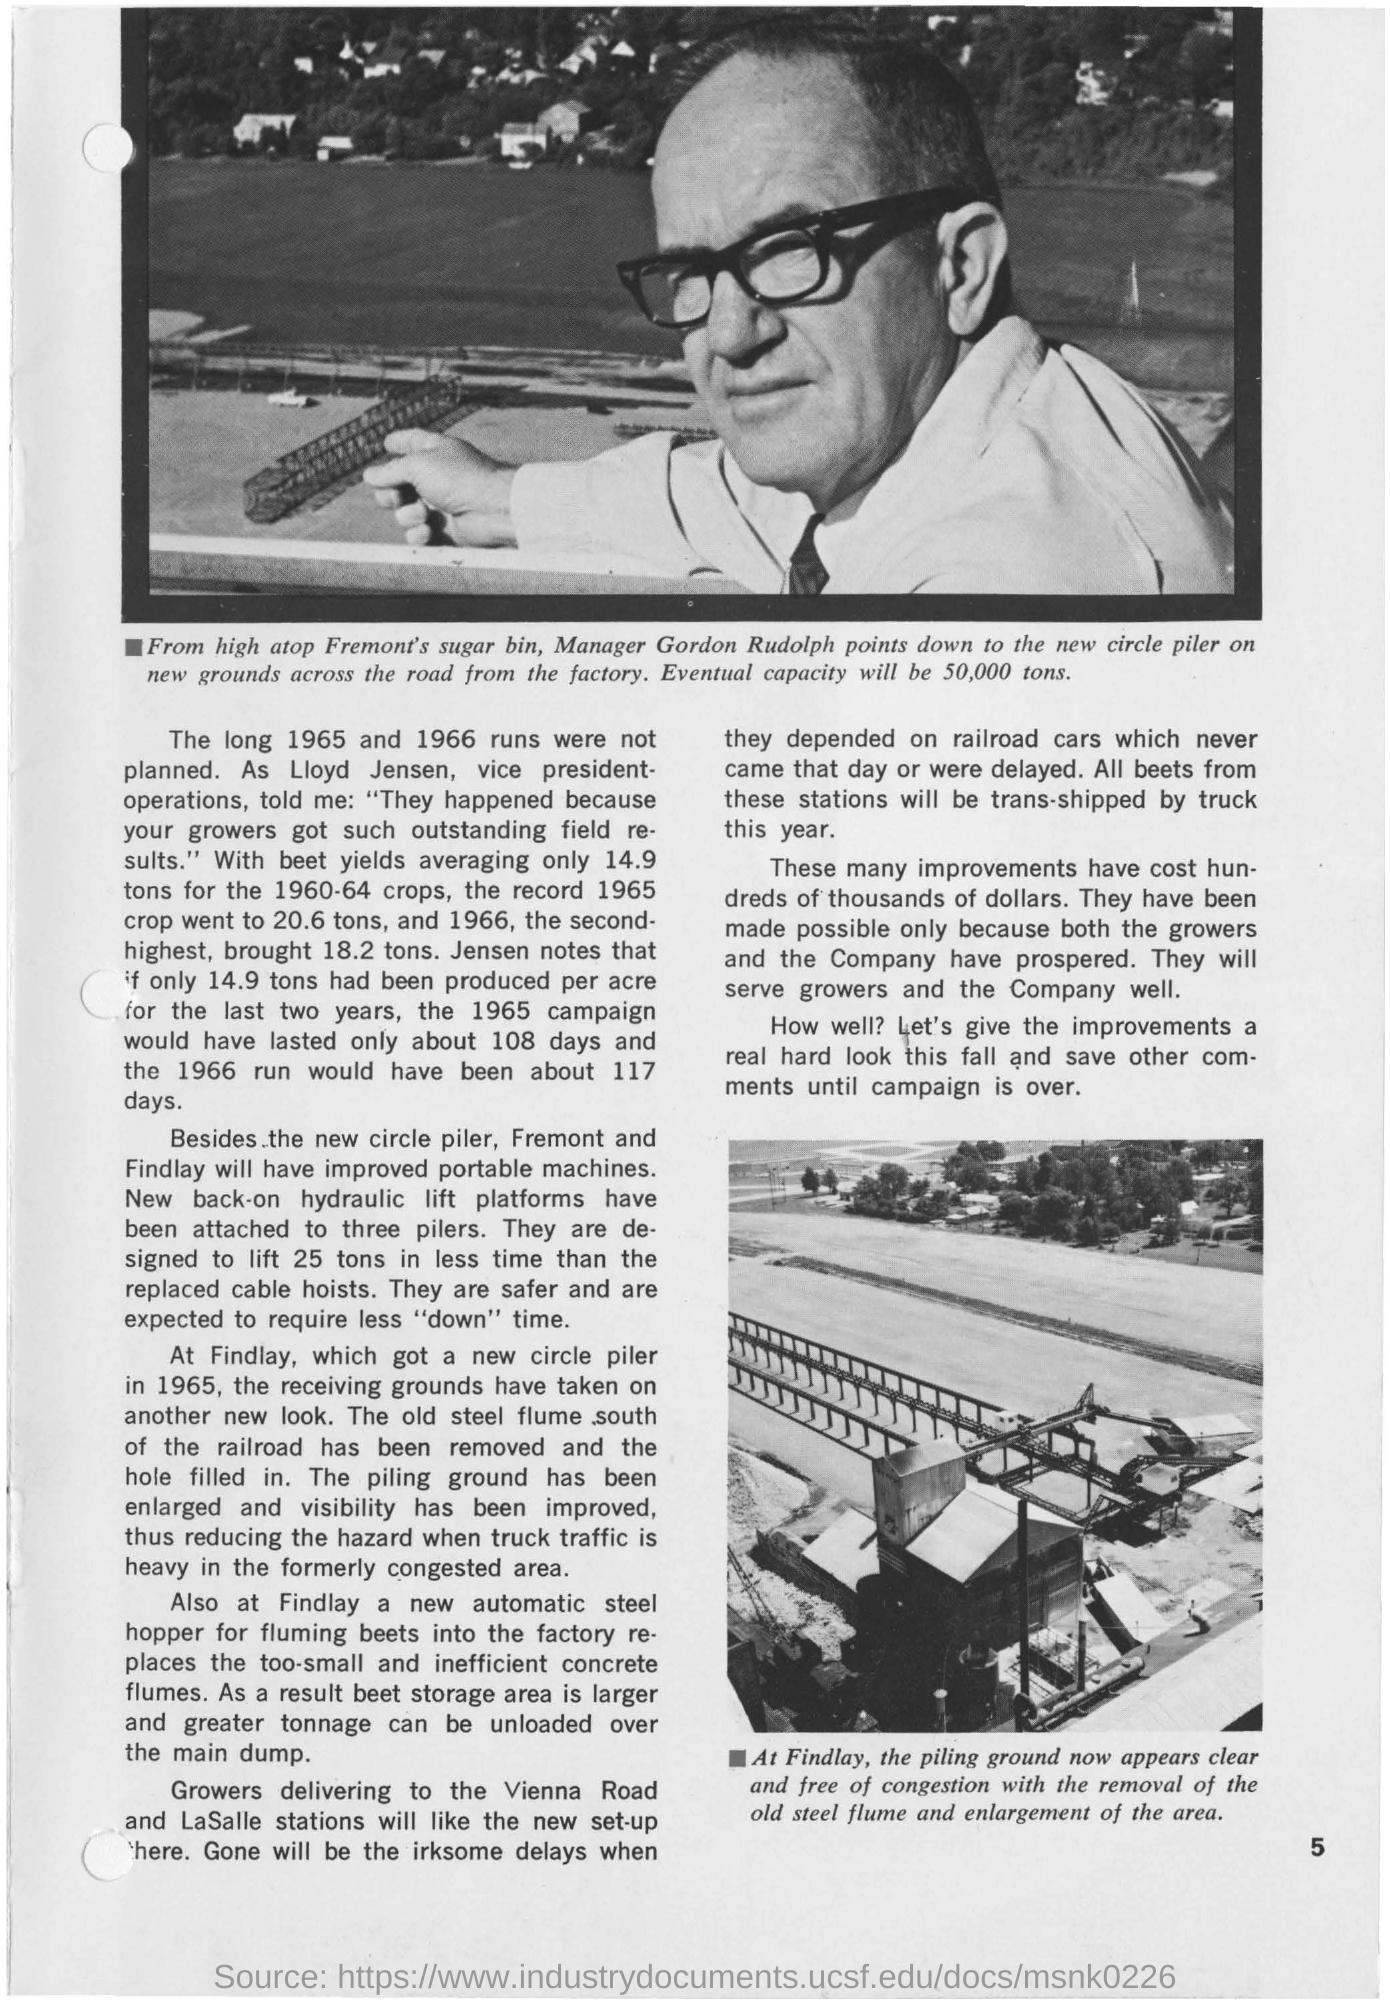 ■ From high atop Fremont's sugar bin, Manager Gordon Rudolph points down to the new circle piler on
new grounds across the road from the factory. Eventual capacity will be 50,000 tons.
The long 1965 and 1966 runs were not
planned. As Lloyd Jensen, vice president-
operations, told me: "They happened because
your growers got such outstanding field re-
sults." With beet yields averaging only 14.9
tons for the 1960-64 crops, the record 1965
crop went to 20.6 tons, and 1966, the second-
highest, brought 18.2 tons. Jensen notes that
if only 14.9 tons had been produced per acre
for the last two years, the 1965 campaign
would have lasted only about 108 days and
the 1966 run would have been about 117
days.
Besides the new circle piler, Fremont and
Findlay will have improved portable machines.
New back-on hydraulic lift platforms have
been attached to three pilers. They are de-
signed to lift 25 tons in less time than the
replaced cable hoists. They are safer and are
expected to require less "down" time.
At Findlay, which got a new circle piler
in 1965, the receiving grounds have taken on
another new look. The old steel flume south
of the railroad has been removed and the
hole filled in. The piling ground has been
enlarged and visibility has been improved,
thus reducing the hazard when truck traffic is
heavy in the formerly congested area.
Also at Findlay a new automatic steel
hopper for fluming beets into the factory re-
places the too-small and inefficient concrete
flumes. As a result beet storage area is larger
and greater tonnage can be unloaded over
the main dump.
Growers delivering to the Vienna Road
and LaSalle stations will like the new set-up
there. Gone will be the irksome delays when
they depended on railroad cars which never
came that day or were delayed. All beets from
these stations will be trans-shipped by truck
this year.
These many improvements have cost hun-
dreds of thousands of dollars. They have been
made possible only because both the growers
and the Company have prospered. They will
serve growers and the Company well.
How well? Let's give the improvements a
real hard look this fall and save other com-
ments until campaign is over.
■ At Findlay, the piling ground now appears clear
and free of congestion with the removal of the
old steel flume and enlargement of the area.
5
Source: https://www.industrydocuments.ucsf.edu/docs/msnk0226